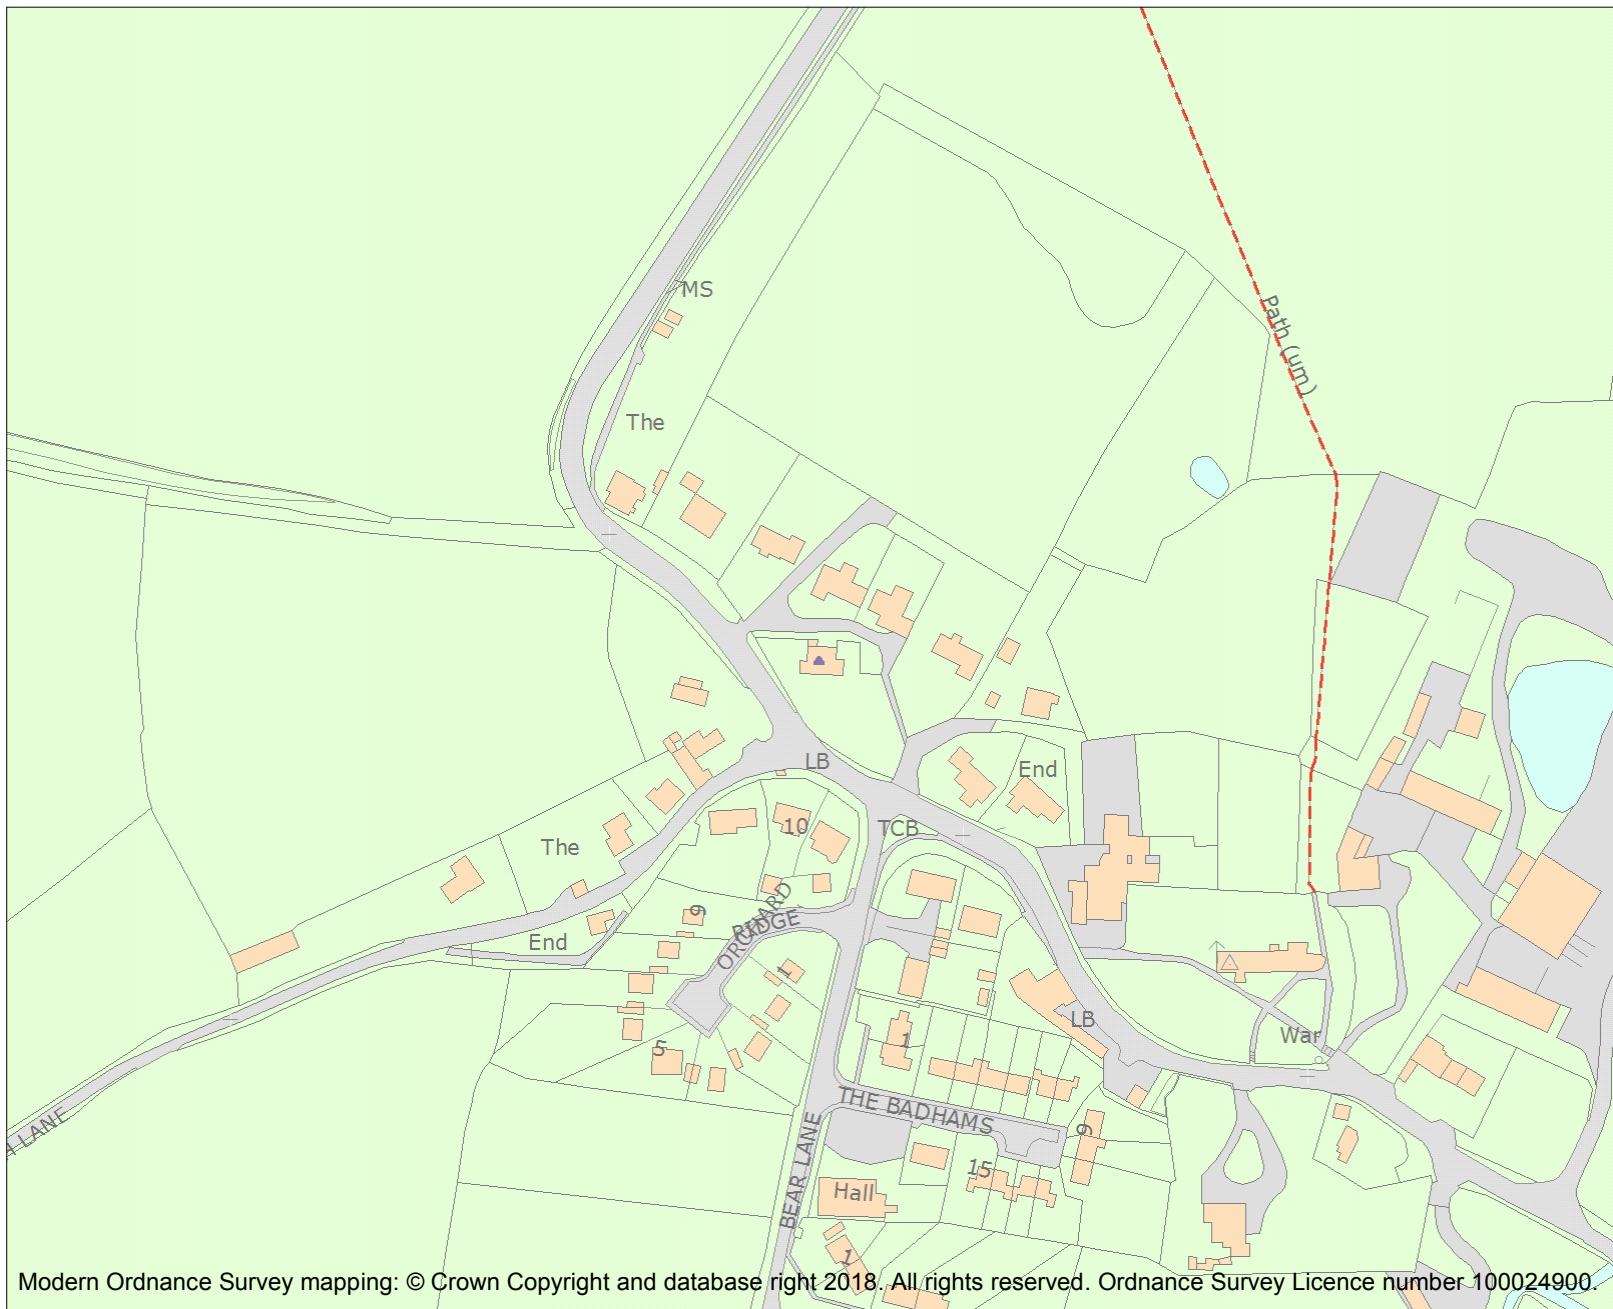 MS
Path (um)
The
LB
End
TCB
10
The
9
ORCHARD
RIDGE
End
1
LB
War
1
5
LANE
THE BADHAMS
9
BEAR LANE
15
Hall
1
Modern Ordnance Survey mapping: © Crown Copyright and database right 2018. All rights reserved. Ordnance Survey Licence number 100024900.